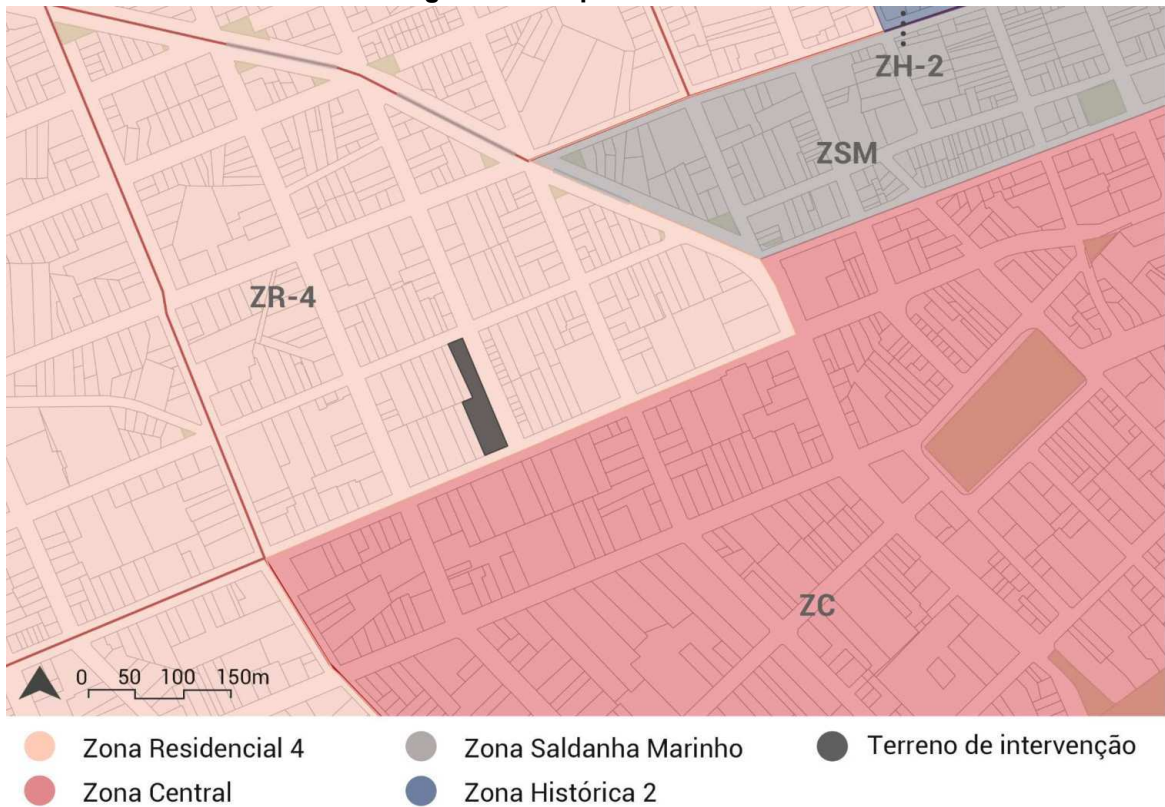 ZH-2
ZSM
ZR-4
ZC
0 50 100 150m
Zona Residencial 4
Zona Saldanha Marinho
Terreno de intervenção
Zona Central
Zona Histórica 2